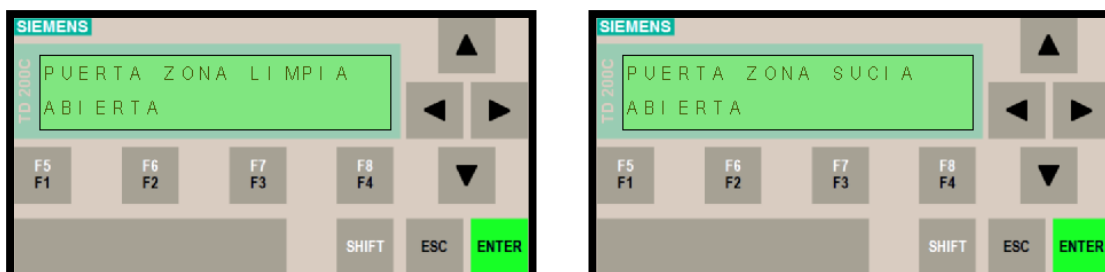 SIEMENS
TD 200C
PUERTA ZONA LIMPIA
ABIERTA
F5 F6 F7 F8
F1 F2 F3 F4
SHIFT ESC ENTER
SIEMENS
TD 200C
PUERTA ZONA SUCIA
ABIERTA
F5 F6 F7 F8
F1 F2 F3 F4
SHIFT ESC ENTER